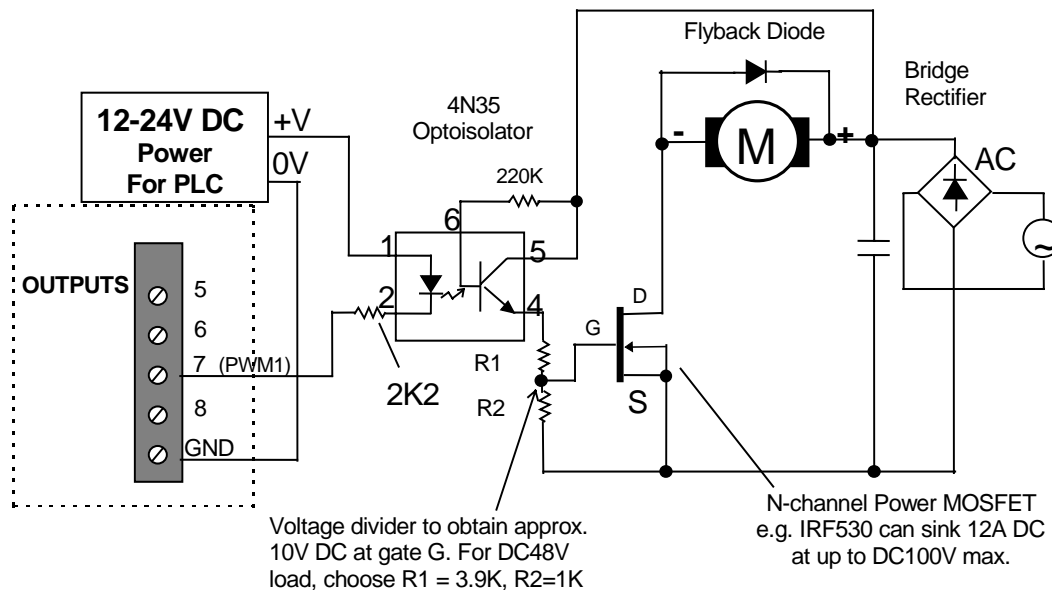 Flyback Diode
Bridge
Rectifier
4N35
Optoisolator
12-24V DC
Power
For PLC
+V
0V
220K
- M +
AC
~
6
1
5
2
4
OUTPUTS
5
6
7 (PWM1)
8
GND
2K2
R1
R2
D
G
S
Voltage divider to obtain approx.
10V DC at gate G. For DC48V
load, choose R1 = 3.9K, R2=1K
N-channel Power MOSFET
e.g. IRF530 can sink 12A DC
at up to DC100V max.